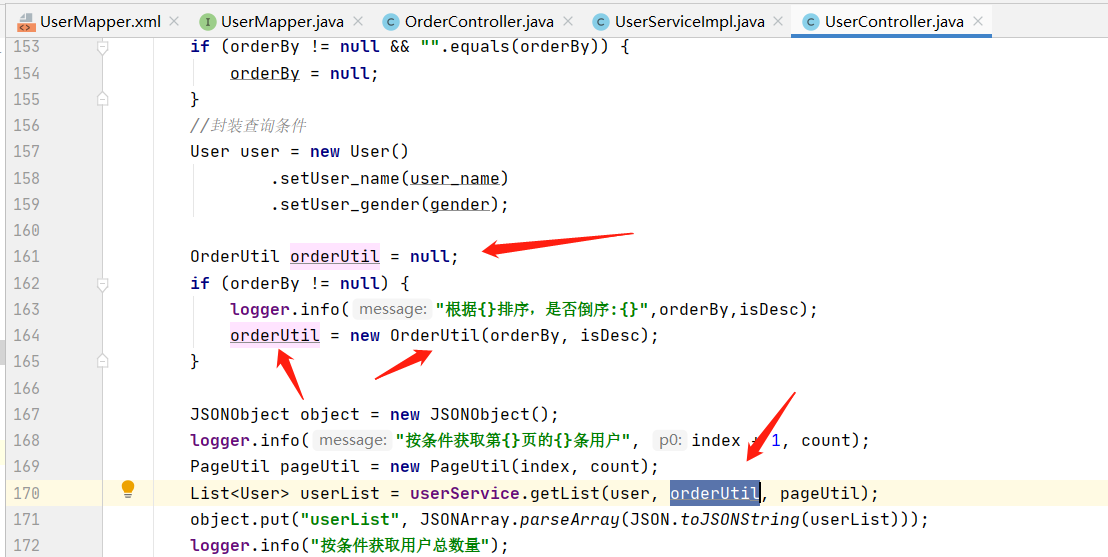 UserMapper.xml UserMapper.java OrderController.java UserServiceImpl.java UserController.java
153 if (orderBy != null && "".equals(orderBy)) {
154 orderBy = null;
155 }
156 //封装查询条件
157 User user = new User()
158 .setUser_name(user_name)
159 .setUser_gender(gender);
160
161 OrderUtil orderUtil = null;
162 if (orderBy != null) {
163 logger.info( message: "根据{}排序，是否倒序:{}",orderBy,isDesc);
164 orderUtil = new OrderUtil(orderBy, isDesc);
165 }
166
167 JSONObject object = new JSONObject();
168 logger.info( message: "按条件获取第{}页的{}条用户", p0: index + 1, count);
169 PageUtil pageUtil = new PageUtil(index, count);
170 List<User> userList = userService.getList(user, orderUtil, pageUtil);
171 object.put("userList", JSONArray.parseArray(JSON.toJSONString(userList)));
172 logger.info("按条件获取用户总数量");